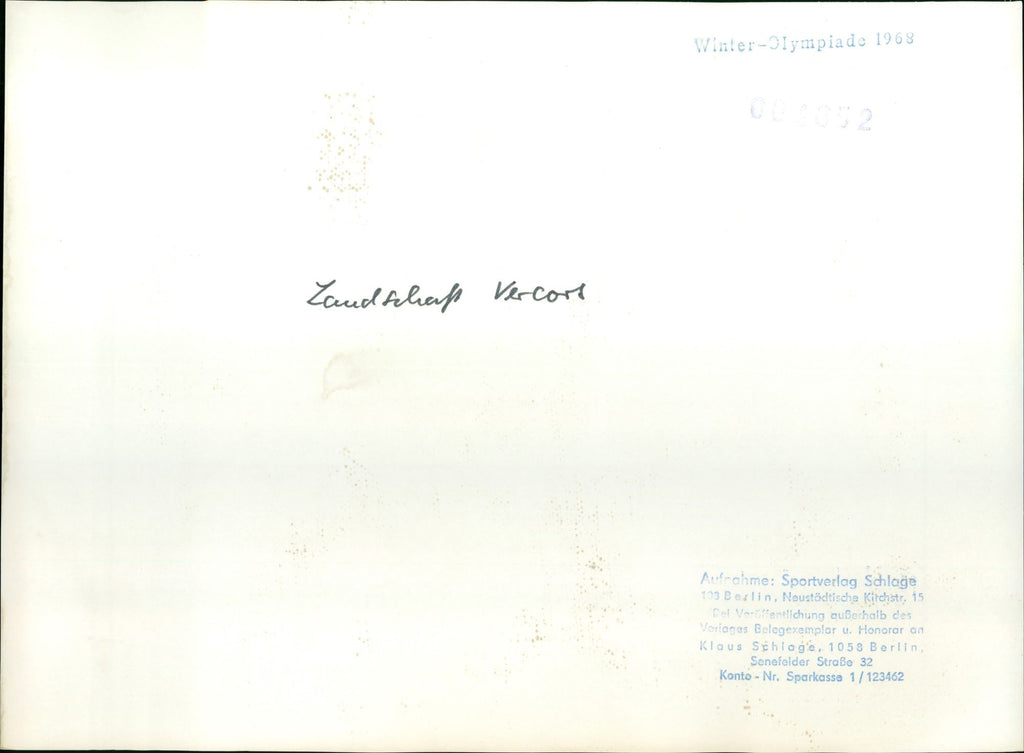 Winter-Olympiade 1968
Landschaft Vercors
Aufnahme: Sportverlag Schlage
108 Berlin, Neustädtische Kirchstr. 15
Bei Veröffentlichung außerhalb des
Verlages Belegexemplar u. Honorar an
Klaus Schlage, 1058 Berlin,
Senefelder Straße 32
Konto-Nr. Sparkasse 1/123462